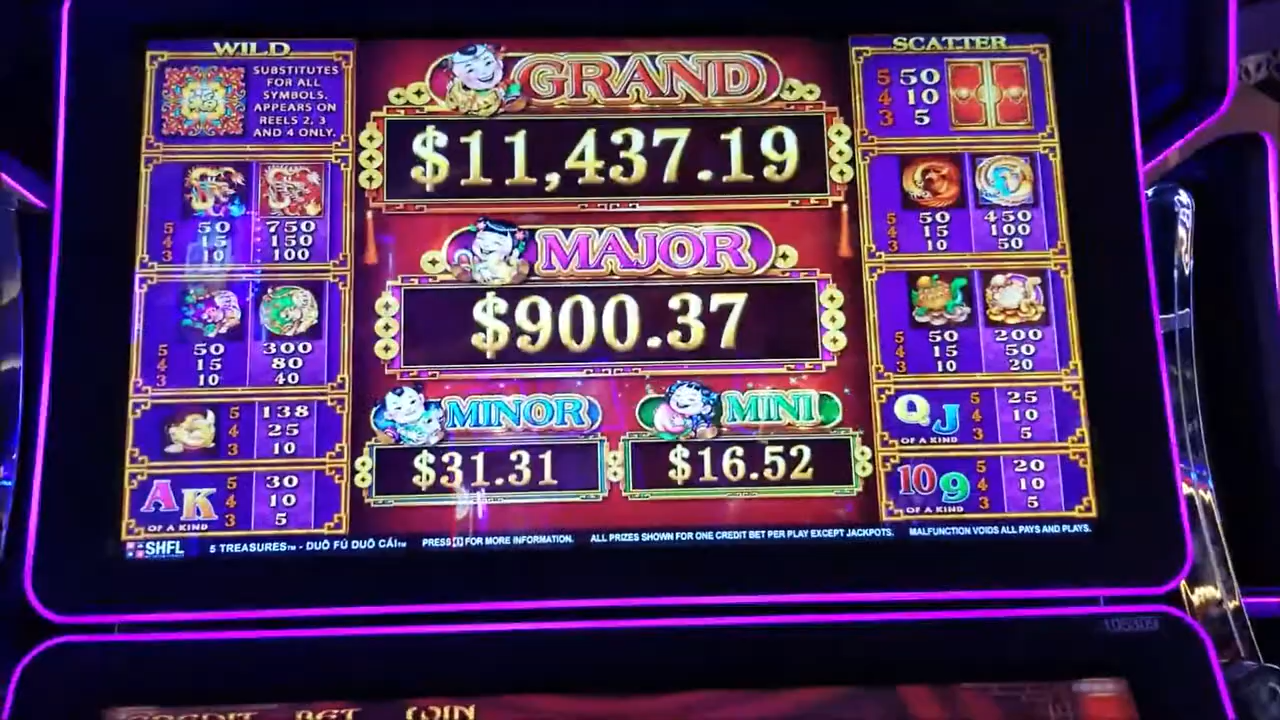 WILD
SUBSTITUTES
FOR ALL
SYMBOLS.
APPEARS ON
REELS 2, 3
AND 4 ONLY.
5 50 750
4 15 150
3 10 100
5 50 300
4 15 80
3 10 40
5 138
4 25
3 10
A K
OF A KIND
5 30
4 10
3 5
GRAND
$11,437.19
MAJOR
$900.37
MINOR
$31.31
MINI
$16.52
SCATTER
5 50
4 10
3 5
5 50 450
4 15 100
3 10 50
5 50 200
4 15 50
3 10 20
Q J
OF A KIND
5 25
4 10
3 5
10 9
OF A KIND
5 20
4 10
3 5
SHFL
5 TREASURES™ - DUŌ FÚ DUŌ CÁI™
PRESS i FOR MORE INFORMATION.
ALL PRIZES SHOWN FOR ONE CREDIT BET PER PLAY EXCEPT JACKPOTS.
MALFUNCTION VOIDS ALL PAYS AND PLAYS.
105309
CREDIT BET WIN